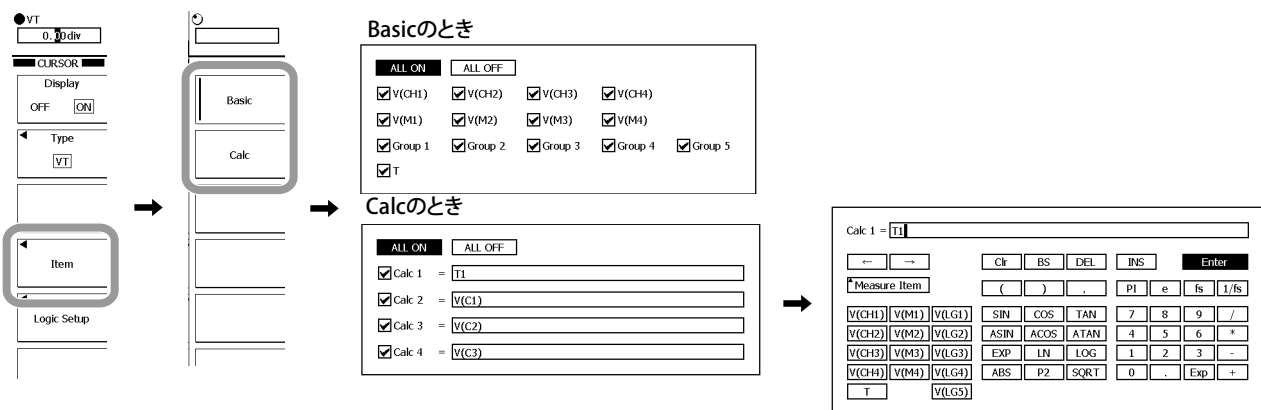 VT
0.00div
CURSOR
Display
OFF ON
Type
VT
Item
Logic Setup
Basic
Calc
Basicのとき
ALL ON ALL OFF
V(CH1) V(CH2) V(CH3) V(CH4)
V(M1) V(M2) V(M3) V(M4)
Group 1 Group 2 Group 3 Group 4 Group 5
T
Calcのとき
ALL ON ALL OFF
Calc 1 = T1
Calc 2 = V(C1)
Calc 3 = V(C2)
Calc 4 = V(C3)
Calc 1 = T1
← → Clr BS DEL INS Enter
Measure Item ( ) , PI e fs 1/fs
V(CH1) V(M1) V(LG1) SIN COS TAN 7 8 9 /
V(CH2) V(M2) V(LG2) ASIN ACOS ATAN 4 5 6 *
V(CH3) V(M3) V(LG3) EXP LN LOG 1 2 3 -
V(CH4) V(M4) V(LG4) ABS P2 SQRT 0 . Exp +
T V(LG5)